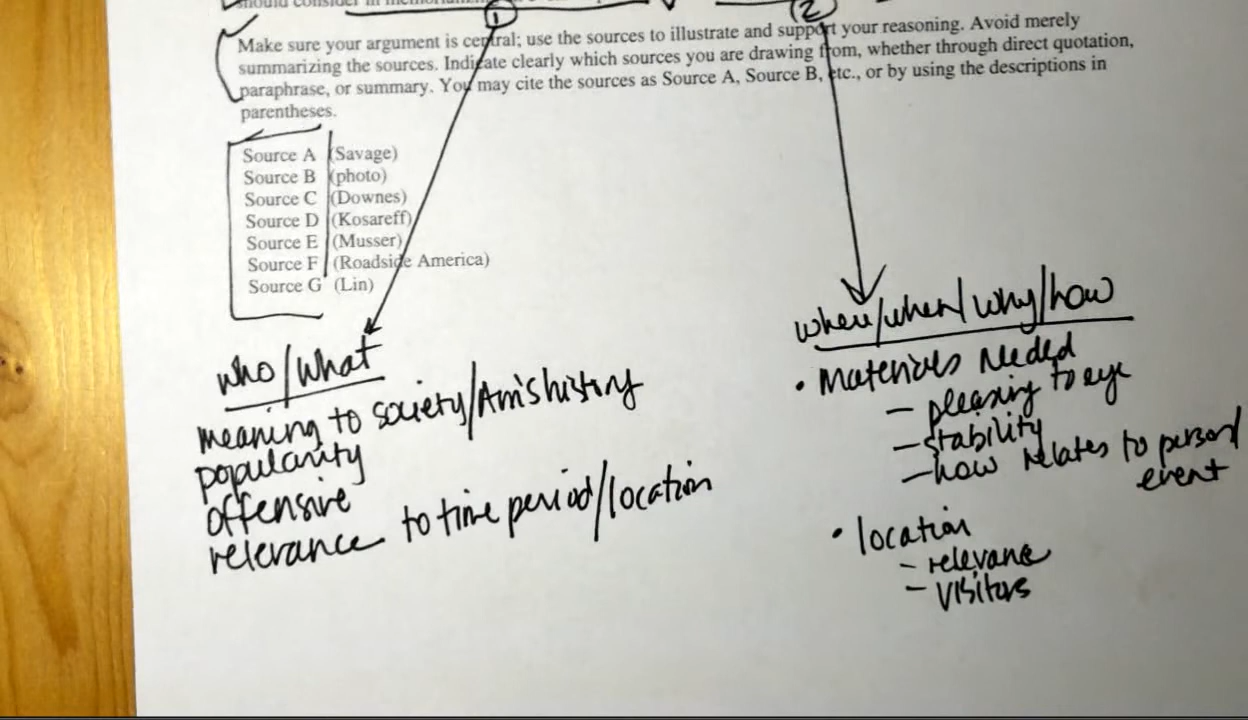 should consider in memorializ
① ②
Make sure your argument is central; use the sources to illustrate and support your reasoning. Avoid merely
summarizing the sources. Indicate clearly which sources you are drawing from, whether through direct quotation,
paraphrase, or summary. You may cite the sources as Source A, Source B, etc., or by using the descriptions in
parentheses.
Source A (Savage)
Source B (photo)
Source C (Downes)
Source D (Kosareff)
Source E (Musser)
Source F (Roadside America)
Source G (Lin)
who/what
meaning to society/Am's history
popularity
offensive
relevance to time period/location
when/where/why/how
• Materials Needed
- pleasing to eye
- stability
- how relates to person/
event
• location
- relevance
- visitors